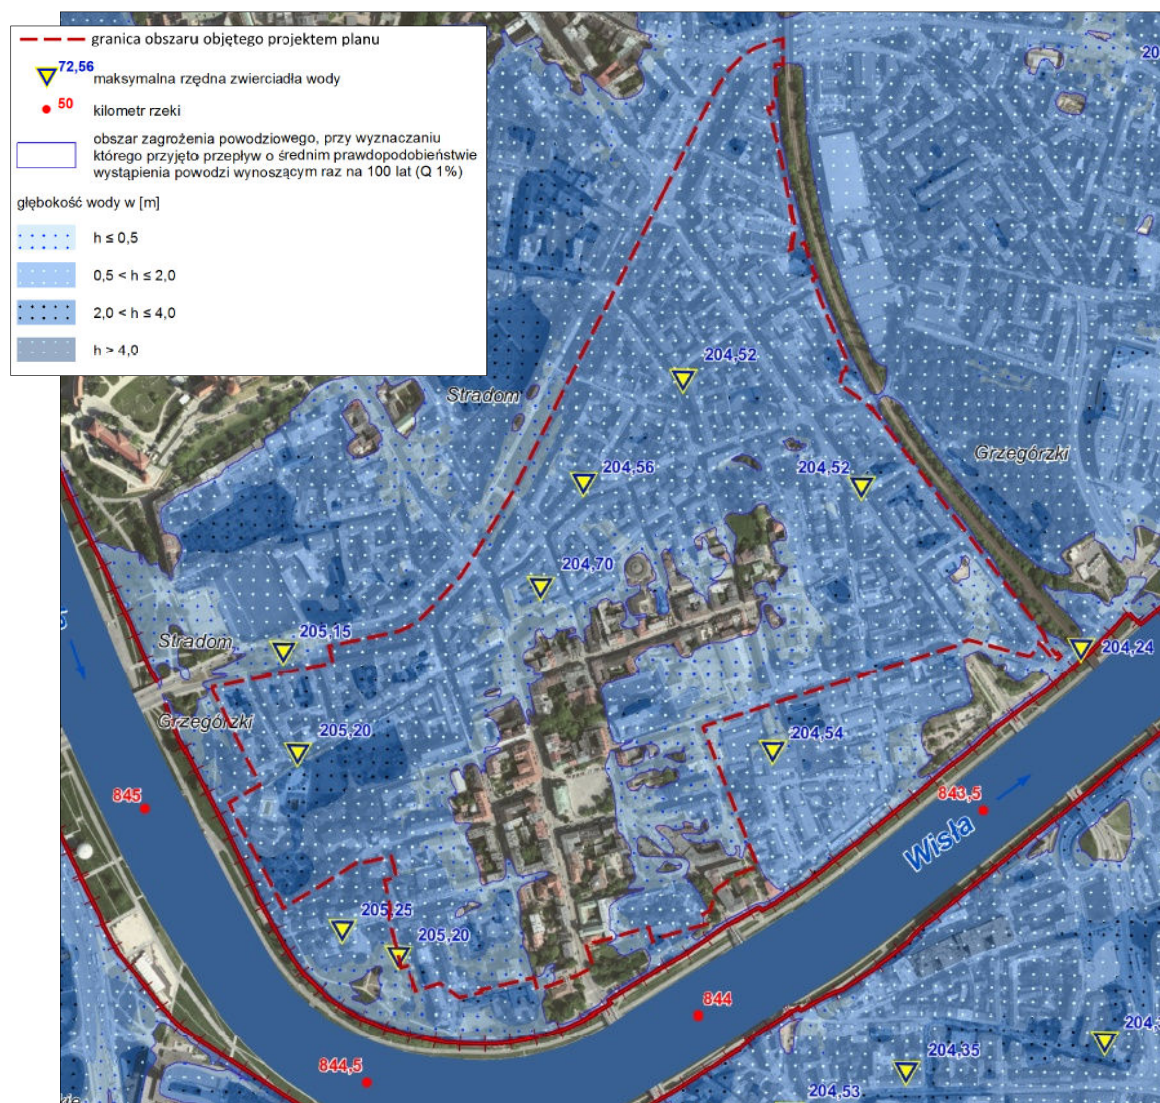 granica obszaru objętego projektem planu
72,56
maksymalna rzędna zwierciadła wody
50
kilometr rzeki
obszar zagrożenia powodziowego, przy wyznaczaniu
którego przyjęto przepływ o średnim prawdopodobieństwie
wystąpienia powodzi wynoszącym raz na 100 lat (Q 1%)
głębokość wody w [m]
h ≤ 0,5
0,5 < h ≤ 2,0
2,0 < h ≤ 4,0
h > 4,0
204,52
Stradom
Grzegórzki
204,56
204,52
204,70
Stradom
205,15
204,24
Grzegórzki
205,20
204,54
845
843,5
Wisła
205,25
205,20
844
204,35
844,5
204,53